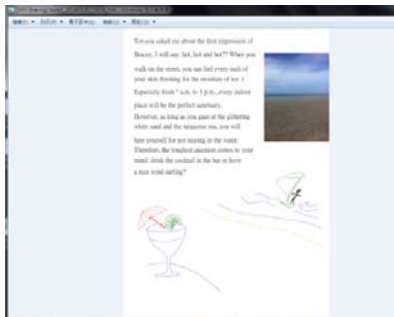 Yet you asked me about the first impression of
Bracey, I will say: hot, hot and hot!!! When you
walk on the street, you can feel every inch of
your skin thirsting for the moisture of sea.
Especially from a.m. to 3 p.m., every indoor
place will be the perfect sanctuary.
However, as long as you gaze at the glittering
white sand and the turquoise sea, you will
hate yourself for not staying in the water.
Therefore, the toughest question comes to your
mind: drink the cocktail in the bar or have
a nice wind surfing?